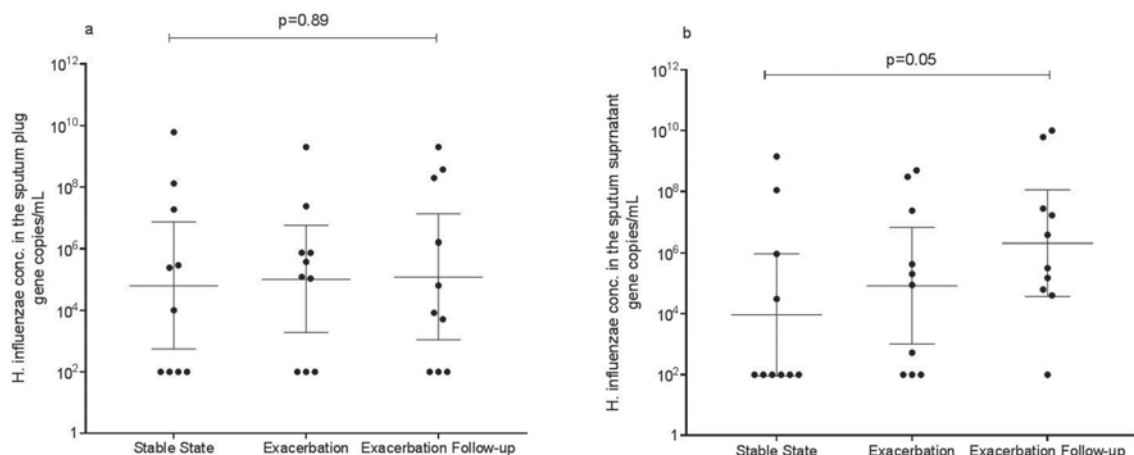 a
p=0.89
H. influenzae conc. in the sputum plug
gene copies/mL
10¹²
10¹⁰
10⁸
10⁶
10⁴
10²
1
Stable State
Exacerbation
Exacerbation Follow-up
b
p=0.05
H. influenzae conc. in the sputum suprnatant
gene copies/mL
10¹²
10¹⁰
10⁸
10⁶
10⁴
10²
1
Stable State
Exacerbation
Exacerbation Follow-up